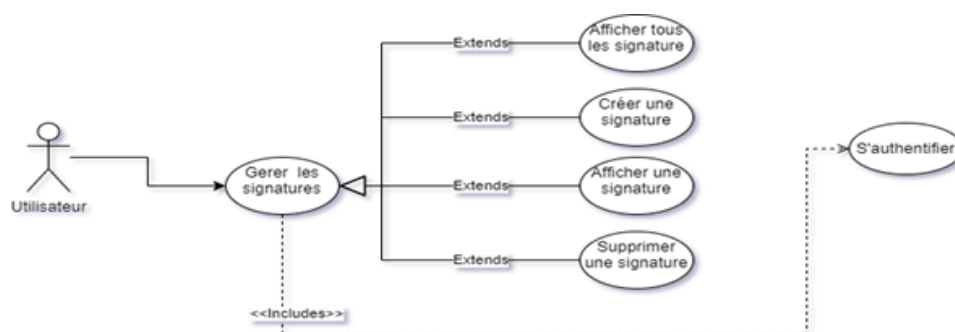 Extends
Afficher tous
les signature
Extends
Créer une
signature
S'authentifier
Utilisateur
Gerer les
signatures
Extends
Afficher une
signature
Extends
Supprimer
une signature
<<Includes>>